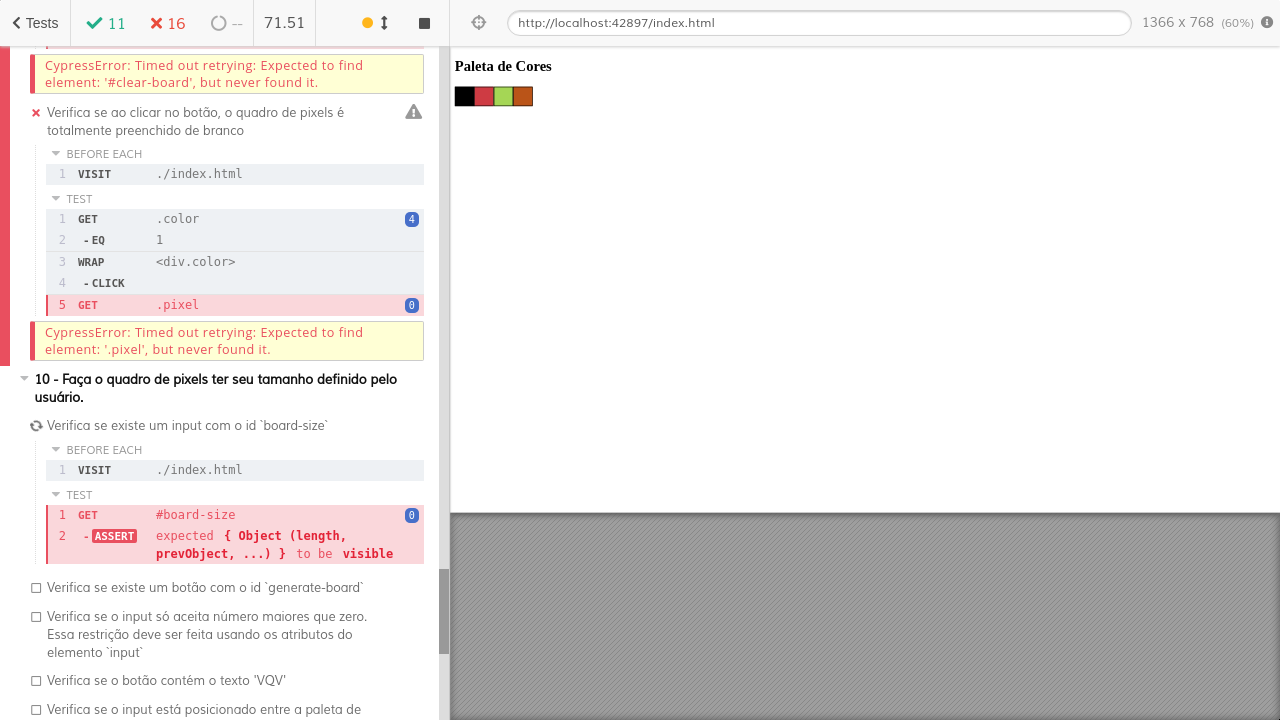 Tests 11 16 -- 71.51 http://localhost:42897/index.html 1366 x 768 (60%)
CypressError: Timed out retrying: Expected to find
element: '#clear-board', but never found it.
Verifica se ao clicar no botão, o quadro de pixels é
totalmente preenchido de branco
BEFORE EACH
1 VISIT ./index.html
TEST
1 GET .color 4
2 -EQ 1
3 WRAP <div.color>
4 -CLICK
5 GET .pixel 0
CypressError: Timed out retrying: Expected to find
element: '.pixel', but never found it.
10 - Faça o quadro de pixels ter seu tamanho definido pelo
usuário.
Verifica se existe um input com o id `board-size`
BEFORE EACH
1 VISIT ./index.html
TEST
1 GET #board-size 0
2 -ASSERT expected { Object (length,
prevObject, ...) } to be visible
Verifica se existe um botão com o id `generate-board`
Verifica se o input só aceita número maiores que zero.
Essa restrição deve ser feita usando os atributos do
elemento `input`
Verifica se o botão contém o texto 'VQV'
Verifica se o input está posicionado entre a paleta de
Paleta de Cores